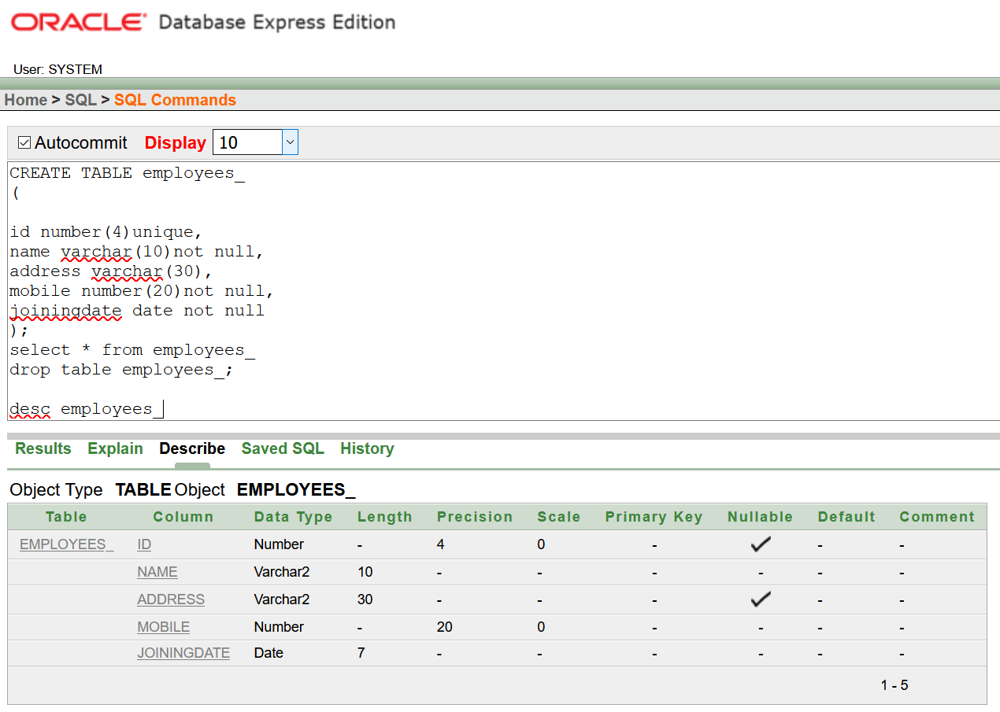 ORACLE Database Express Edition
User: SYSTEM
Home > SQL > SQL Commands
Autocommit Display 10
CREATE TABLE employees_
(
id number(4)unique,
name varchar(10)not null,
address varchar(30),
mobile number(20)not null,
joiningdate date not null
);
select * from employees_
drop table employees_;
desc employees_
Results Explain Describe Saved SQL History
Object Type TABLE Object EMPLOYEES_
Table Column Data Type Length Precision Scale Primary Key Nullable Default Comment
EMPLOYEES_ ID Number - 4 0 - ✓ - -
NAME Varchar2 10 - - - - - -
ADDRESS Varchar2 30 - - - ✓ - -
MOBILE Number - 20 0 - - - -
JOININGDATE Date 7 - - - - - -
1 - 5